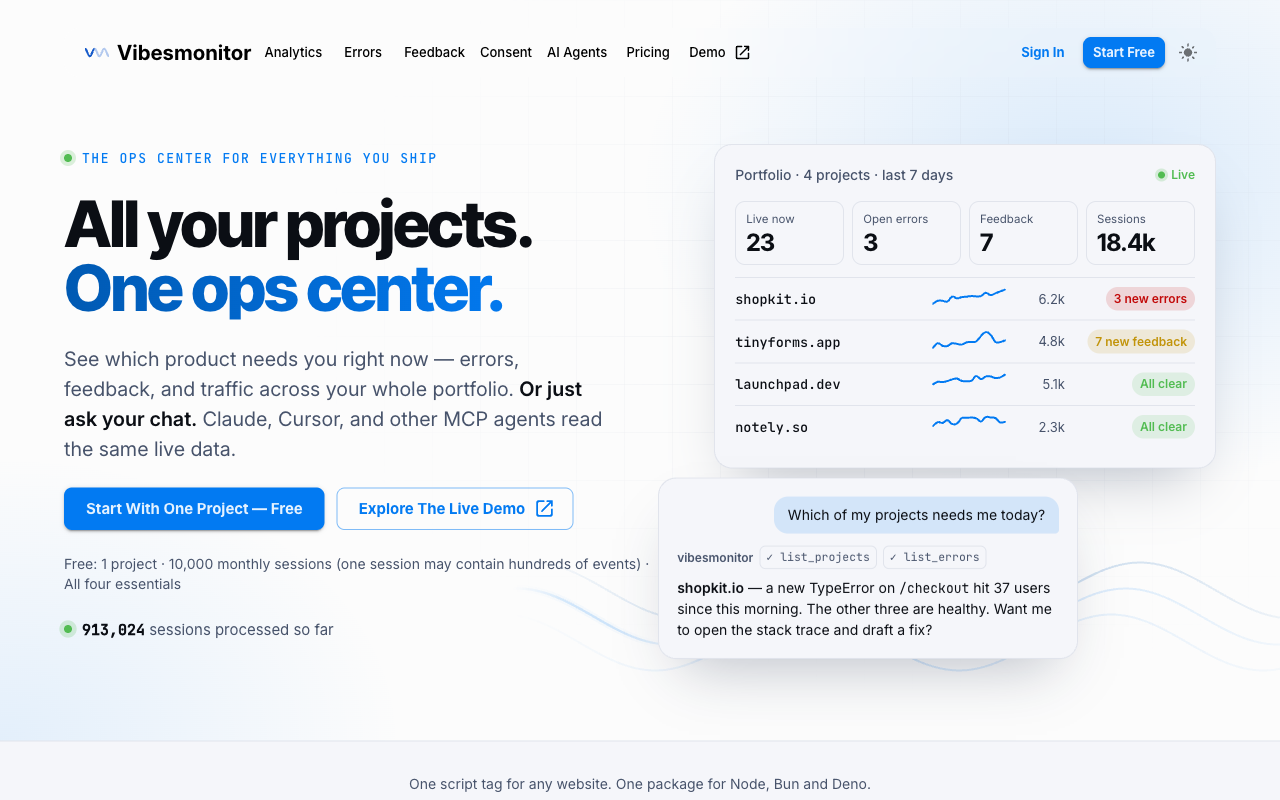 Vibesmonitor Analytics Errors Feedback Consent AI Agents Pricing Demo Sign In Start Free
THE OPS CENTER FOR EVERYTHING YOU SHIP
All your projects.
One ops center.
See which product needs you right now — errors,
feedback, and traffic across your whole portfolio. Or just
ask your chat. Claude, Cursor, and other MCP agents read
the same live data.
Start With One Project — Free
Explore The Live Demo
Free: 1 project · 10,000 monthly sessions (one session may contain hundreds of events) ·
All four essentials
913,024 sessions processed so far
Portfolio · 4 projects · last 7 days Live
Live now Open errors Feedback Sessions
23 3 7 18.4k
shopkit.io 6.2k 3 new errors
tinyforms.app 4.8k 7 new feedback
launchpad.dev 5.1k All clear
notely.so 2.3k All clear
Which of my projects needs me today?
vibesmonitor ✓ list_projects ✓ list_errors
shopkit.io — a new TypeError on /checkout hit 37 users
since this morning. The other three are healthy. Want me
to open the stack trace and draft a fix?
One script tag for any website. One package for Node, Bun and Deno.